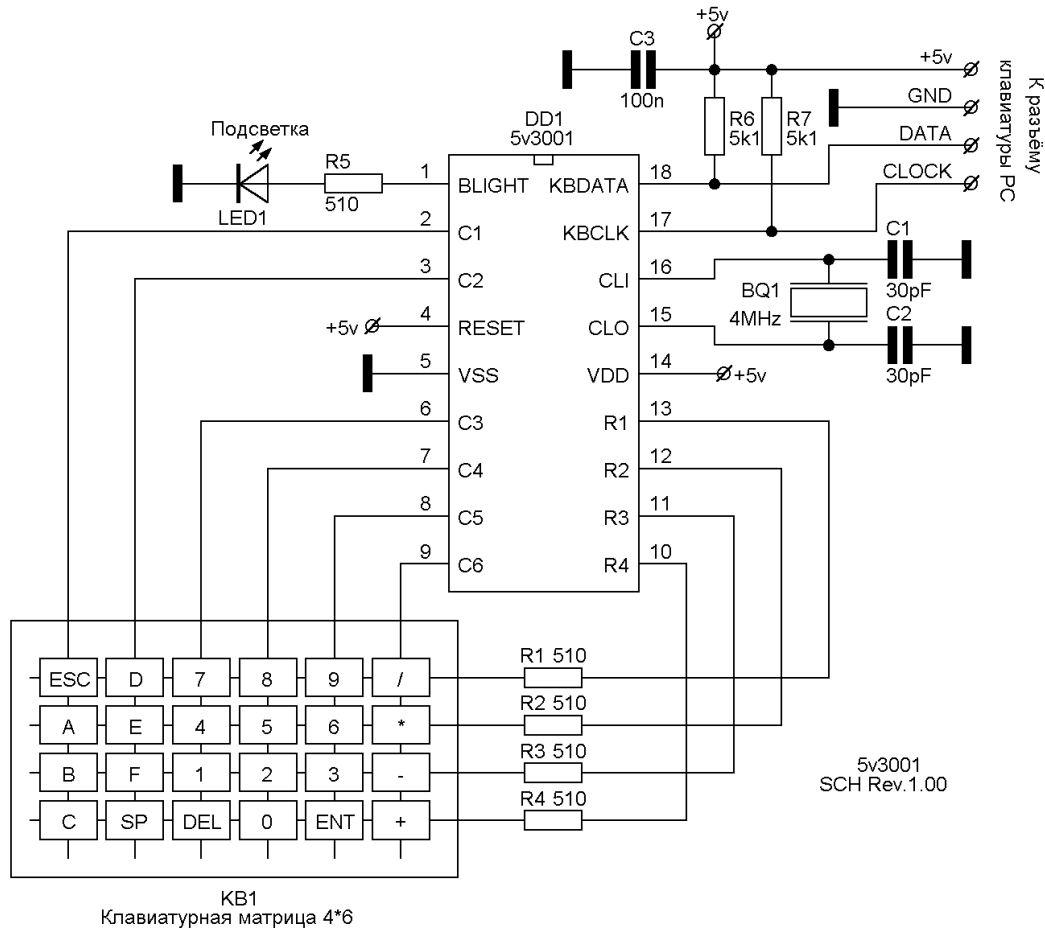 +5v
C3
100n
+5v
GND
DATA
CLOCK
К разъёму
клавиатуры PC
R6
5k1
R7
5k1
DD1
5v3001
Подсветка
LED1
R5
510
1
BLIGHT
KBDATA
18
2
C1
KBCLK
17
3
C2
CLI
16
+5v
4
RESET
CLO
15
5
VSS
VDD
14
+5v
6
C3
R1
13
7
C4
R2
12
8
C5
R3
11
9
C6
R4
10
C1
30pF
BQ1
4MHz
C2
30pF
ESC D 7 8 9 /
A E 4 5 6 *
B F 1 2 3 -
C SP DEL 0 ENT +
R1 510
R2 510
R3 510
R4 510
5v3001
SCH Rev.1.00
KB1
Клавиатурная матрица 4*6